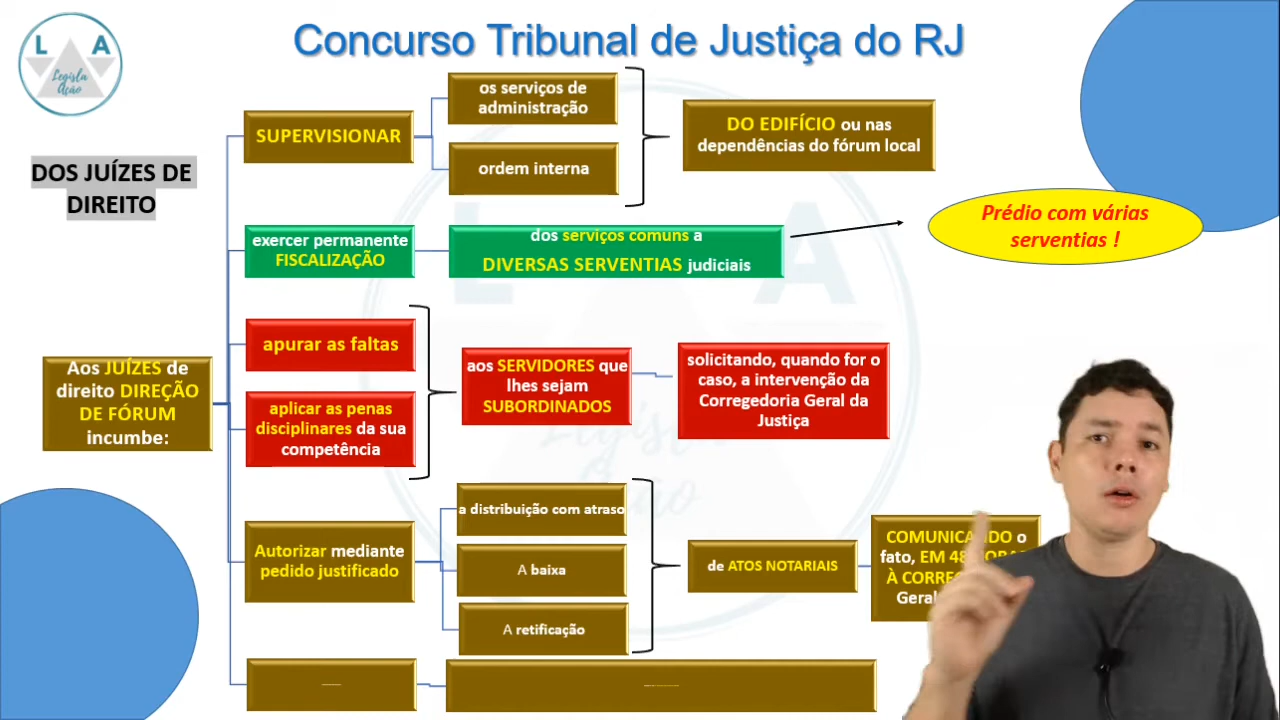 Concurso Tribunal de Justiça do RJ
L A
Legisla
Ação
DOS JUÍZES DE
DIREITO
Aos JUÍZES de
direito DIREÇÃO
DE FÓRUM
incumbe:
SUPERVISIONAR
os serviços de
administração
ordem interna
DO EDIFÍCIO ou nas
dependências do fórum local
exercer permanente
FISCALIZAÇÃO
dos serviços comuns a
DIVERSAS SERVENTIAS judiciais
Prédio com várias
serventias !
apurar as faltas
aplicar as penas
disciplinares da sua
competência
aos SERVIDORES que
lhes sejam
SUBORDINADOS
solicitando, quando for o
caso, a intervenção da
Corregedoria Geral da
Justiça
Autorizar mediante
pedido justificado
a distribuição com atraso
A baixa
A retificação
de ATOS NOTARIAIS
o
fato, EM
À
Geral
L A
Legisla
Ação